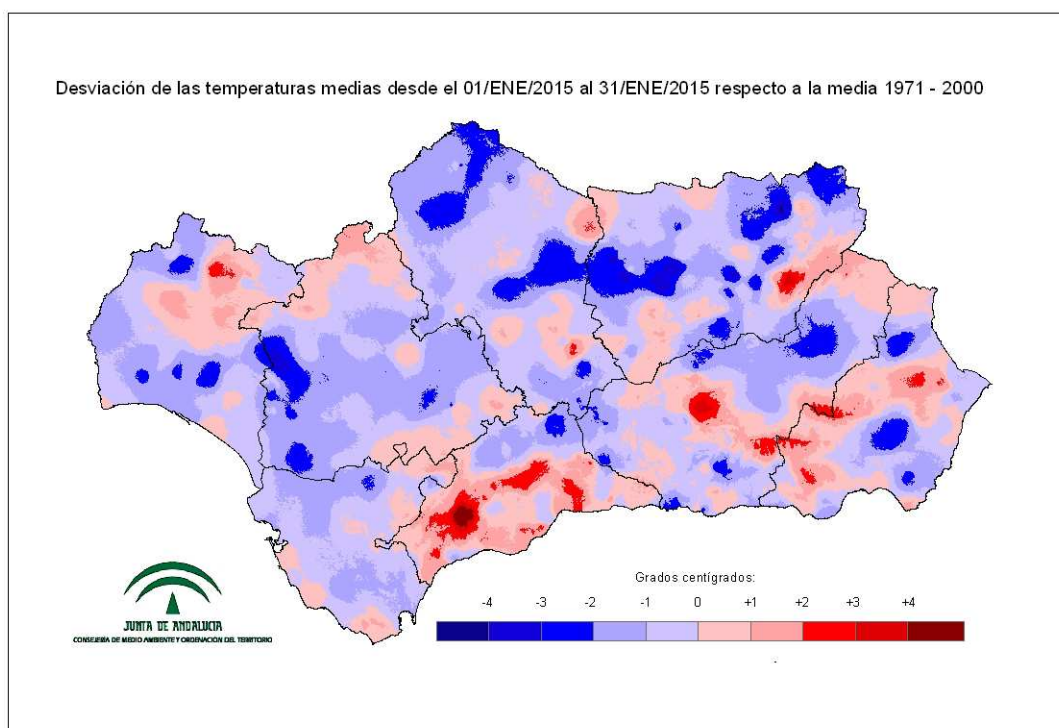 Desviación de las temperaturas medias desde el 01/ENE/2015 al 31/ENE/2015 respecto a la media 1971 - 2000
Grados centígrados:
-4 -3 -2 -1 0 +1 +2 +3 +4
JUNTA DE ANDALUCIA
CONSEJERÍA DE MEDIO AMBIENTE Y ORDENACIÓN DEL TERRITORIO